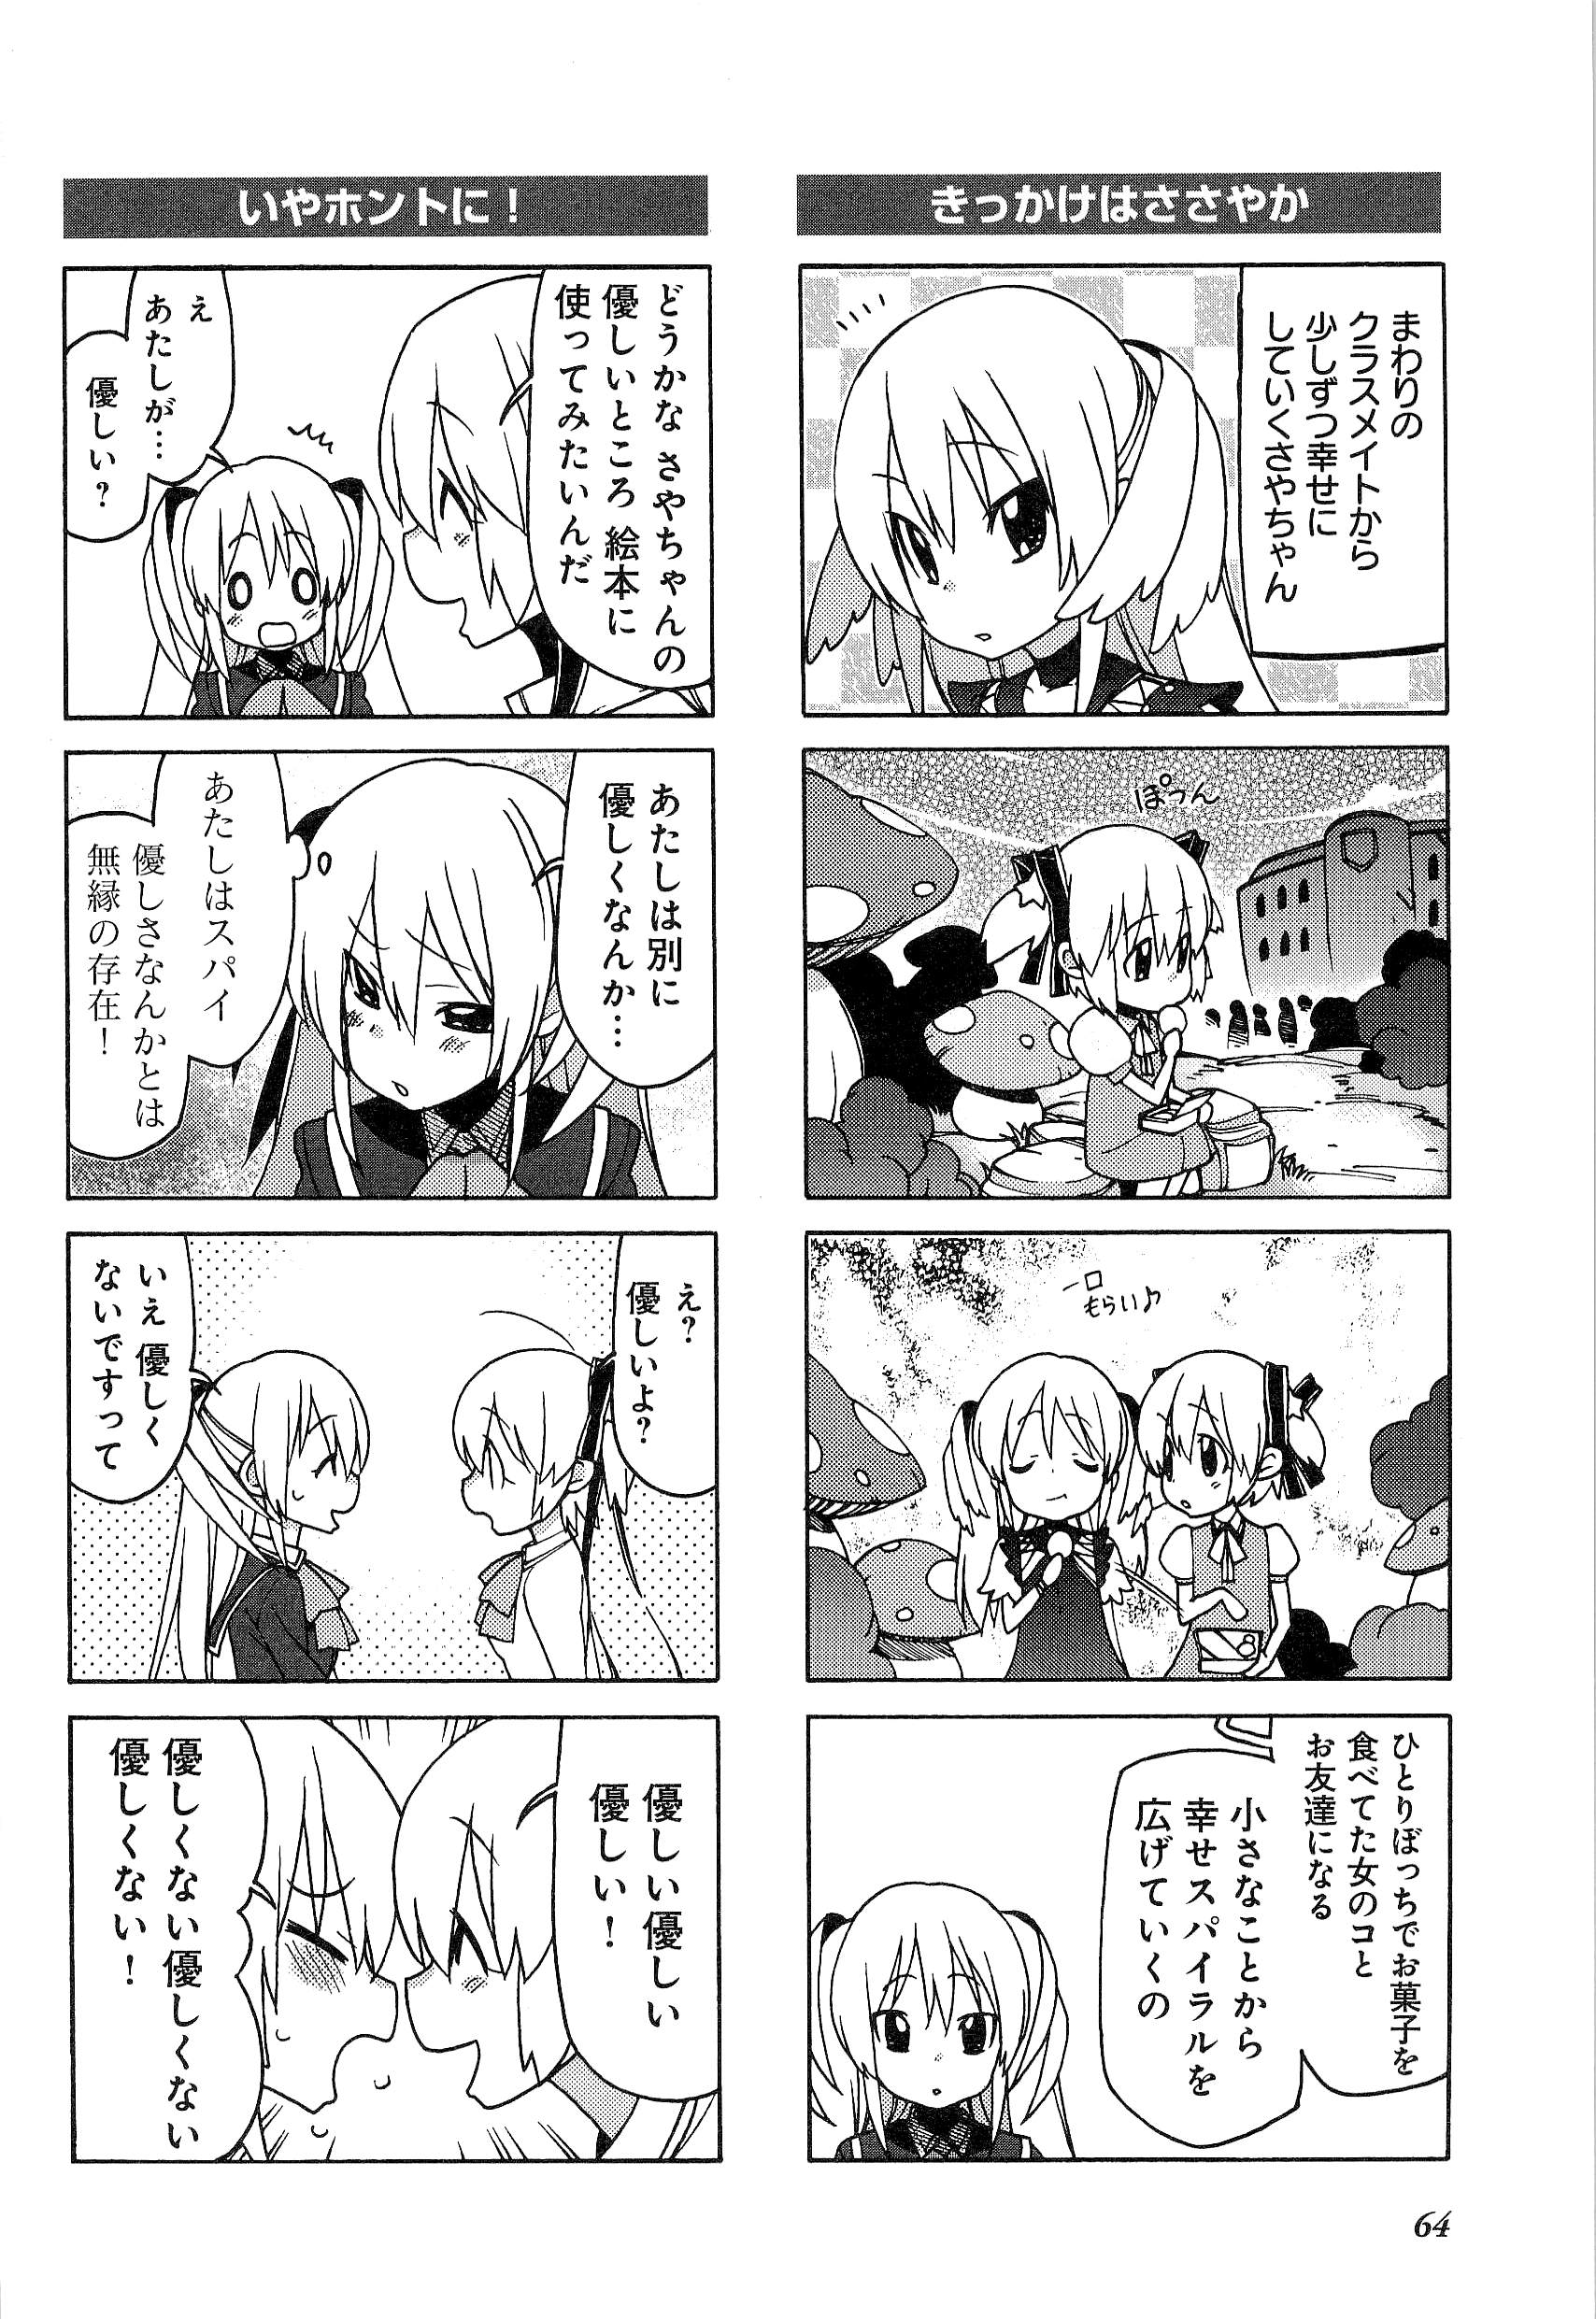 きっかけはささやか
まわりの
クラスメイトから
少しずつ幸せに
していくさやちゃん
ぽつん
一口
もらい♪
ひとりぼっちでお菓子を
食べてた女のコと
お友達になる
小さなことから
幸せスパイラルを
広げていくの
いやホントに!
どうかな さやちゃんの
優しいところ 絵本に
使ってみたいんだ
え
あたしが…
優しい?
あたしは別に
優しくなんか…
あたしはスパイ
優しさなんかとは
無縁の存在!
え?
優しいよ?
いえ 優しく
ないですって
優しい優しい
優しい!
優しくない優しくない
優しくない!
64